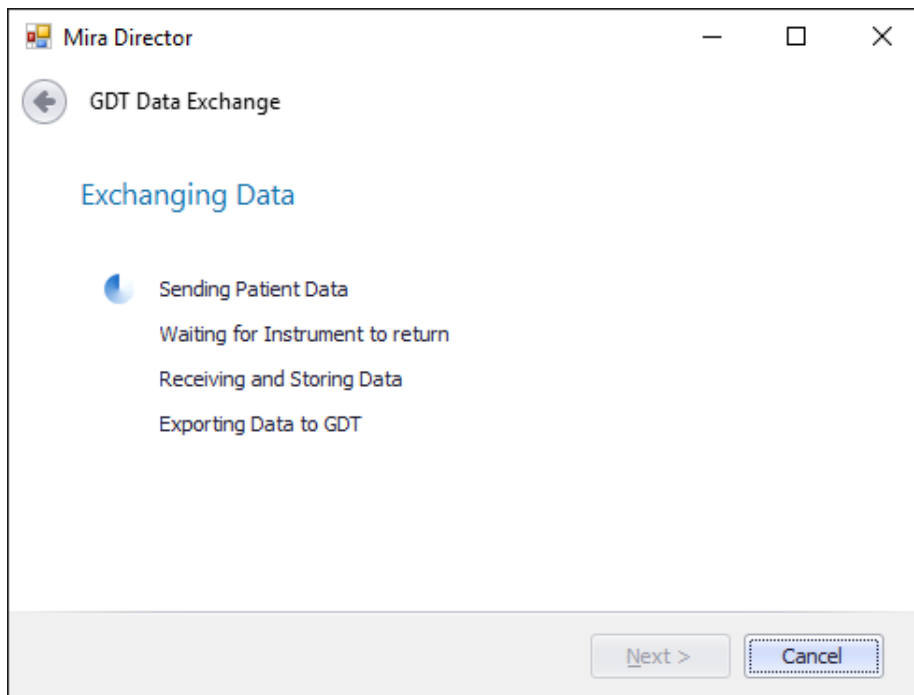 Mira Director
GDT Data Exchange
Exchanging Data
Sending Patient Data
Waiting for Instrument to return
Receiving and Storing Data
Exporting Data to GDT
Next >
Cancel